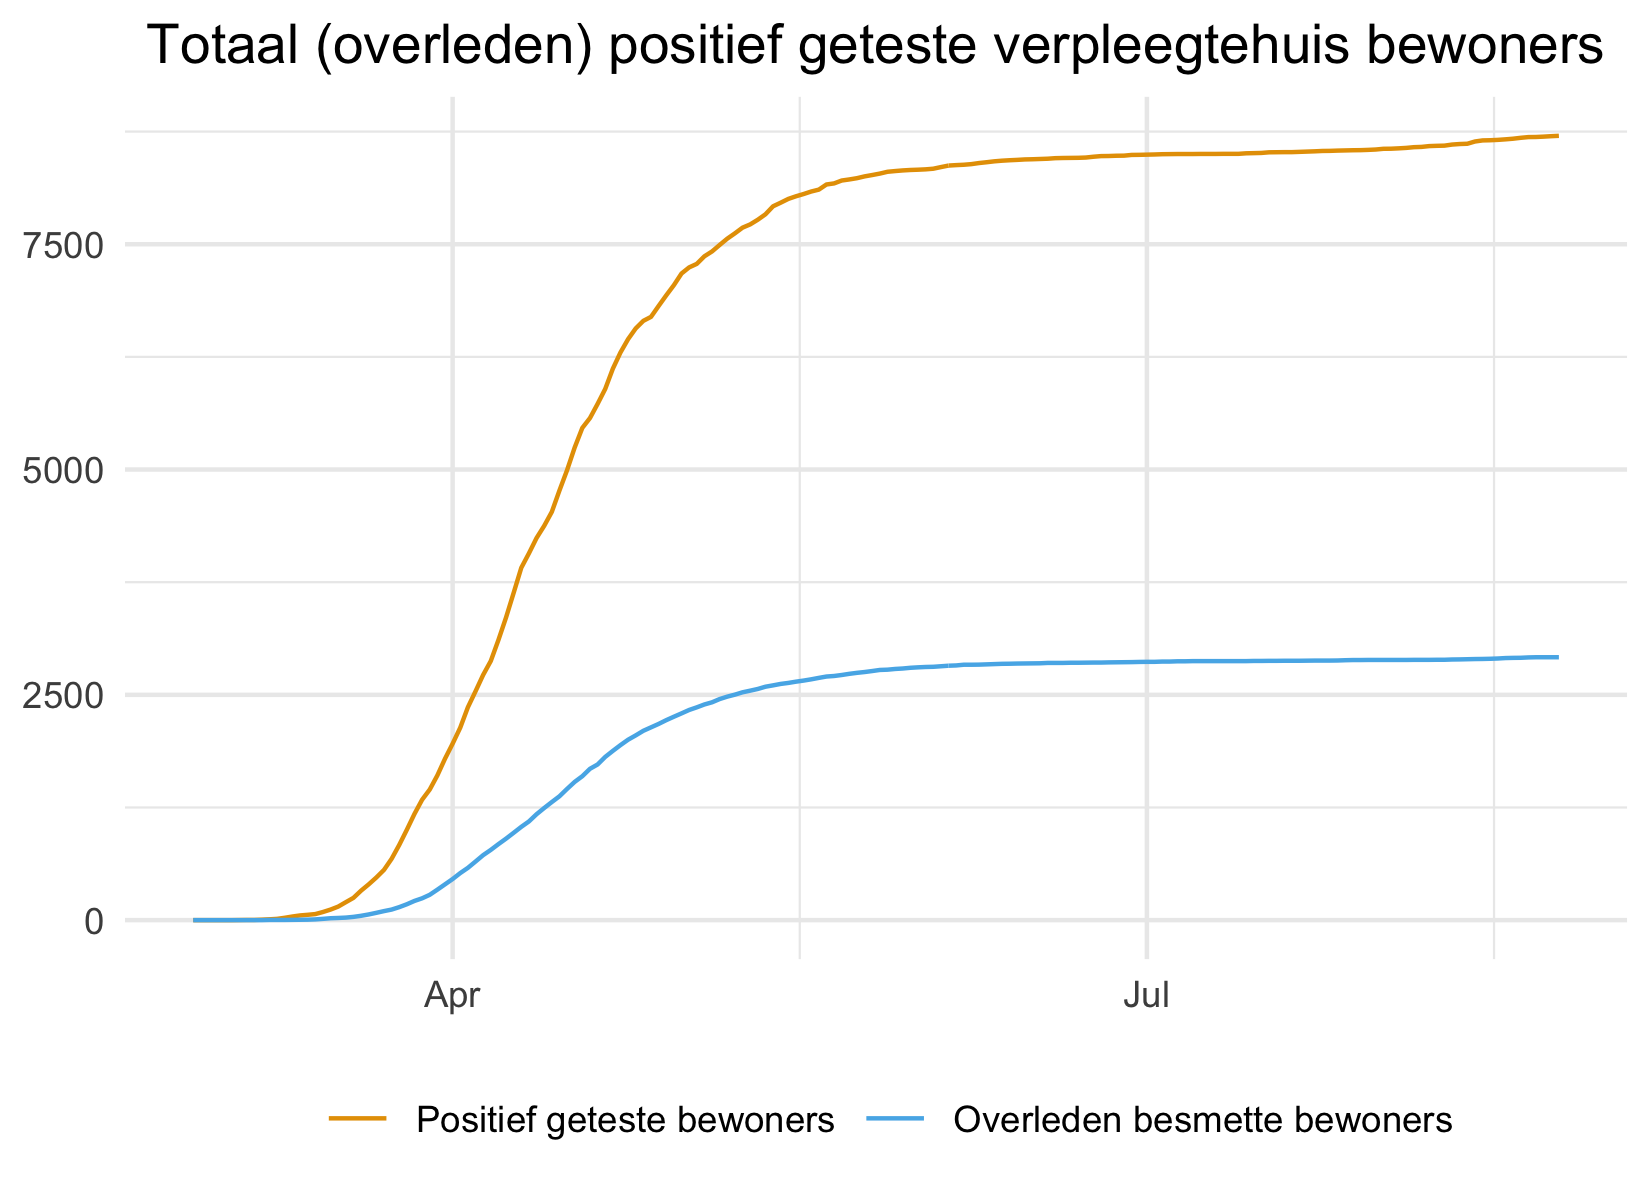 Totaal (overleden) positief geteste verpleegtehuis bewoners
7500
5000
2500
0
Apr
Jul
Positief geteste bewoners
Overleden besmette bewoners